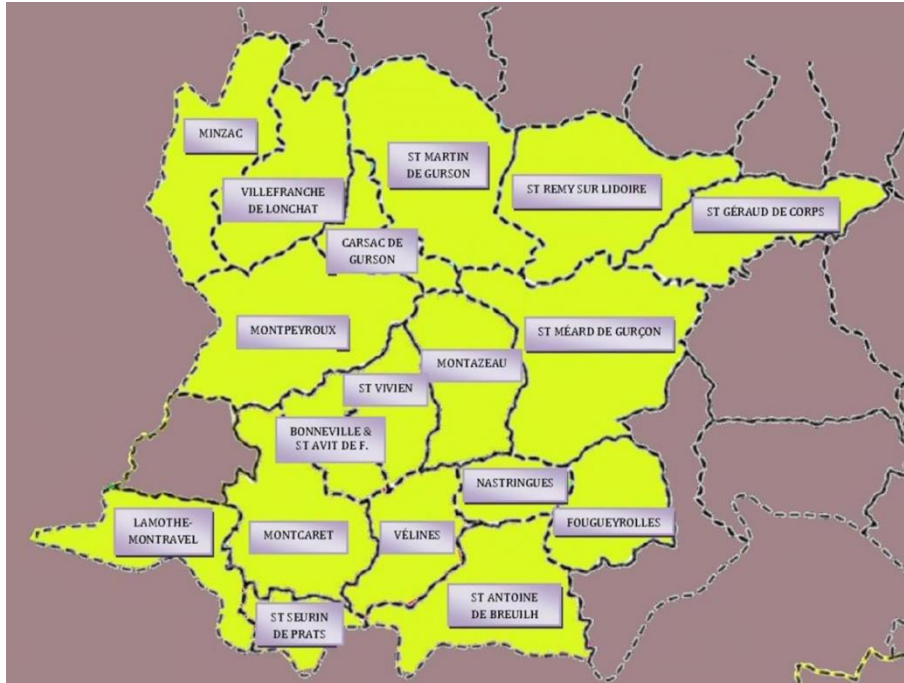 MINZAC
ST MARTIN
DE GURSON
VILLEFRANCHE
DE LONCHAT
ST REMY SUR LIDOIRE
ST GÉRAUD DE CORPS
CARSAC DE
GURSON
MONTPEYROUX
ST MÉARD DE GURÇON
MONTAZEAU
ST VIVIEN
BONNEVILLE &
ST AVIT DE F.
NASTRINGUES
LAMOTHE-
MONTRAVEL
MONTCARET
VÉLINES
FOUGUEYROLLES
ST ANTOINE
DE BREUILH
ST SEURIN
DE PRATS